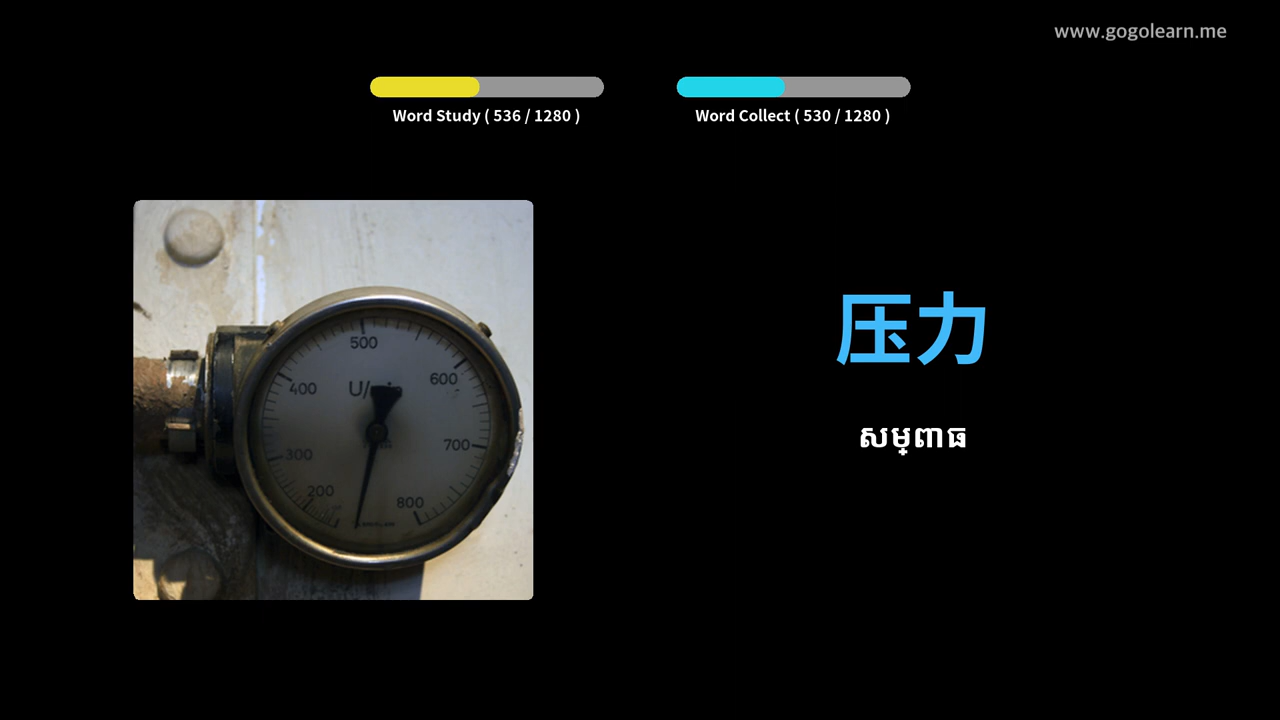 www.gogolearn.me
Word Study ( 536 / 1280 )
Word Collect ( 530 / 1280 )
压力
សម្ពាធ
500
400
600
300
700
200
800